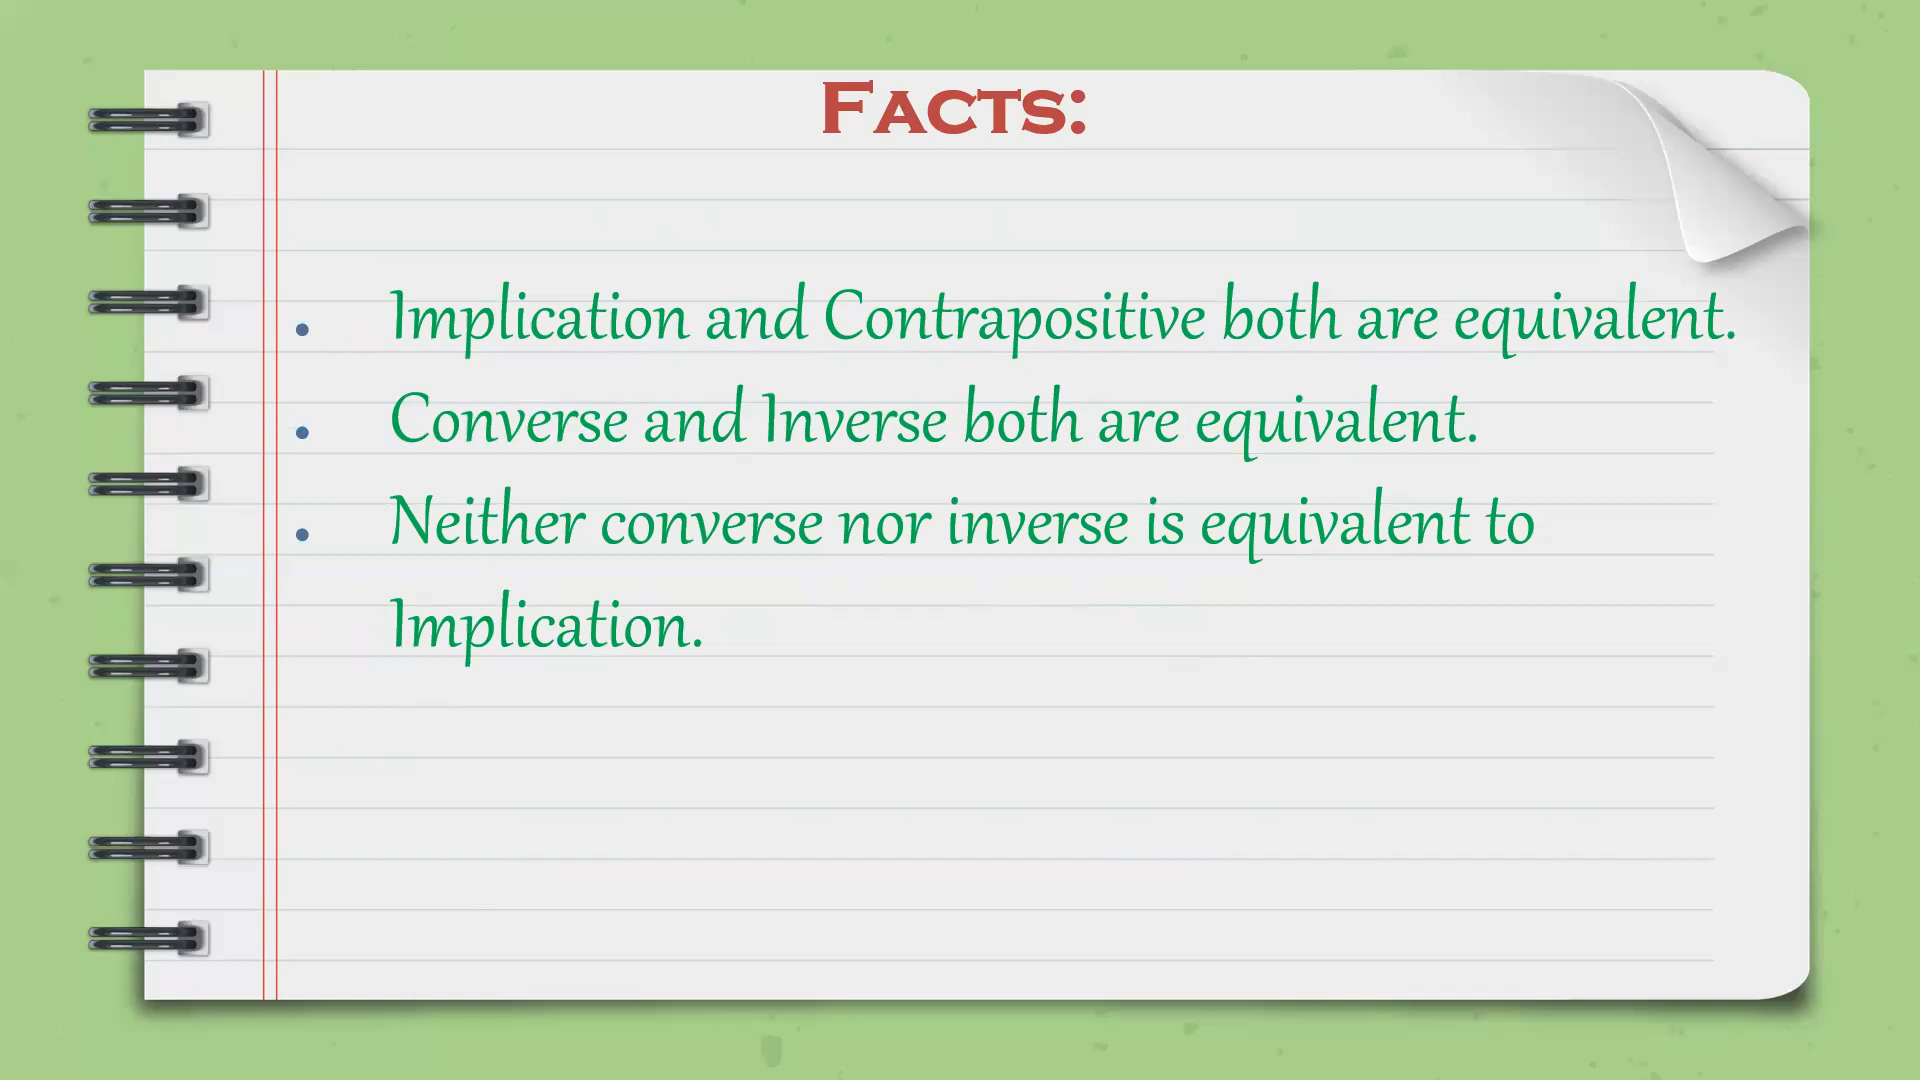 Facts:
• Implication and Contrapositive both are equivalent.
• Converse and Inverse both are equivalent.
• Neither converse nor inverse is equivalent to
Implication.